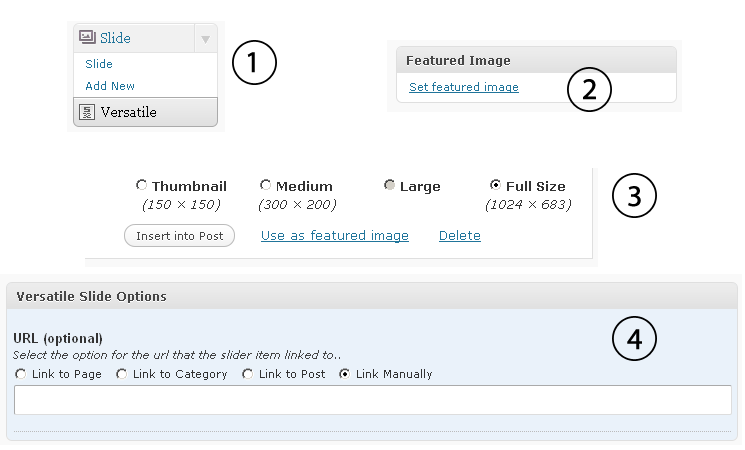 Slide
Slide
Add New
Versatile
1
Featured Image
Set featured image
2
Thumbnail Medium Large Full Size
(150 × 150) (300 × 200) (1024 × 683)
Insert into Post Use as featured image Delete
3
Versatile Slide Options
URL (optional)
Select the option for the url that the slider item linked to..
Link to Page Link to Category Link to Post Link Manually
4